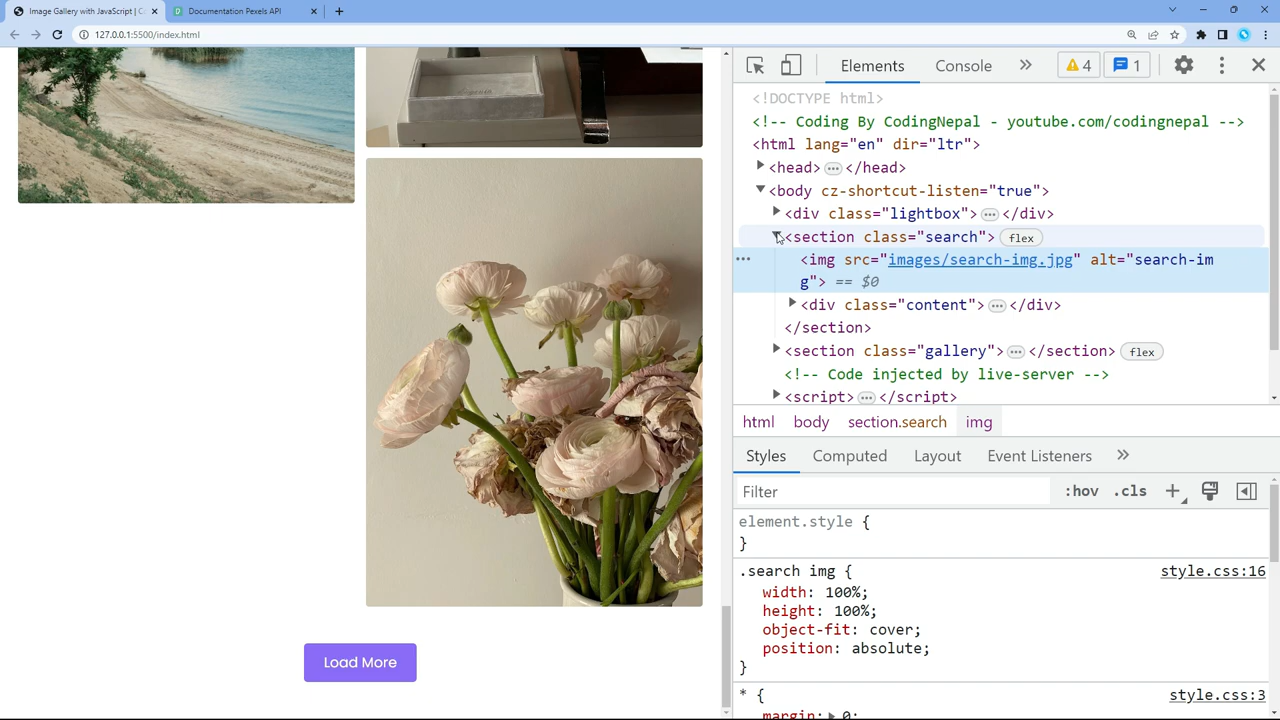 Image Gallery with JavaScript | C
Documentation Pexels API
127.0.0.1:5500/index.html
Load More
Elements
Console
4
1
<!DOCTYPE html>
<!-- Coding By CodingNepal - youtube.com/codingnepal -->
<html lang="en" dir="ltr">
<head> ••• </head>
<body cz-shortcut-listen="true">
<div class="lightbox"> ••• </div>
<section class="search"> flex
••• <img src="images/search-img.jpg" alt="search-im
g"> == $0
<div class="content"> ••• </div>
</section>
<section class="gallery"> ••• </section> flex
<!-- Code injected by live-server -->
<script> ••• </script>
html body section.search img
Styles Computed Layout Event Listeners
Filter
:hov .cls
element.style {
}
.search img { style.css:16
width: 100%;
height: 100%;
object-fit: cover;
position: absolute;
}
* { style.css:3
margin: 0;